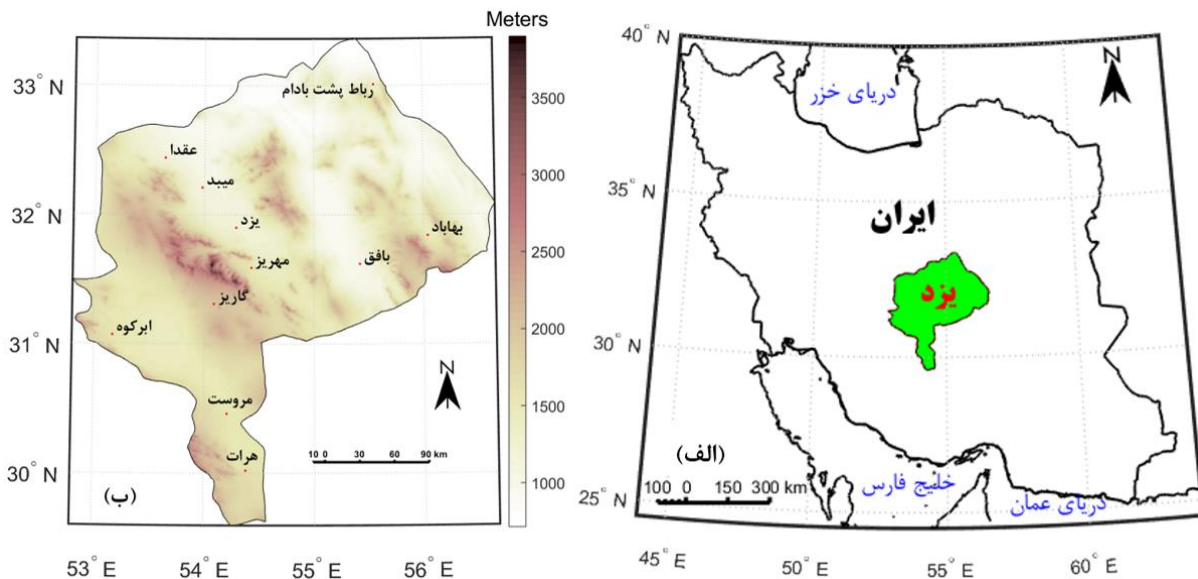 Meters
33° N
32° N
31° N
30° N
53° E
54° E
55° E
56° E
3500
3000
2500
2000
1500
1000
رباط پشت بادام
عقدا
میبد
یزد
بهاباد
مهریز
بافق
گاریز
ابرکوه
مروست
هرات
N
10 0 30 60 90 km
(ب)
40° N
35° N
30° N
25° N
45° E
50° E
55° E
60° E
N
دریای خزر
ایران
یزد
(الف)
خلیج فارس
دریای عمان
100 0 150 300 km